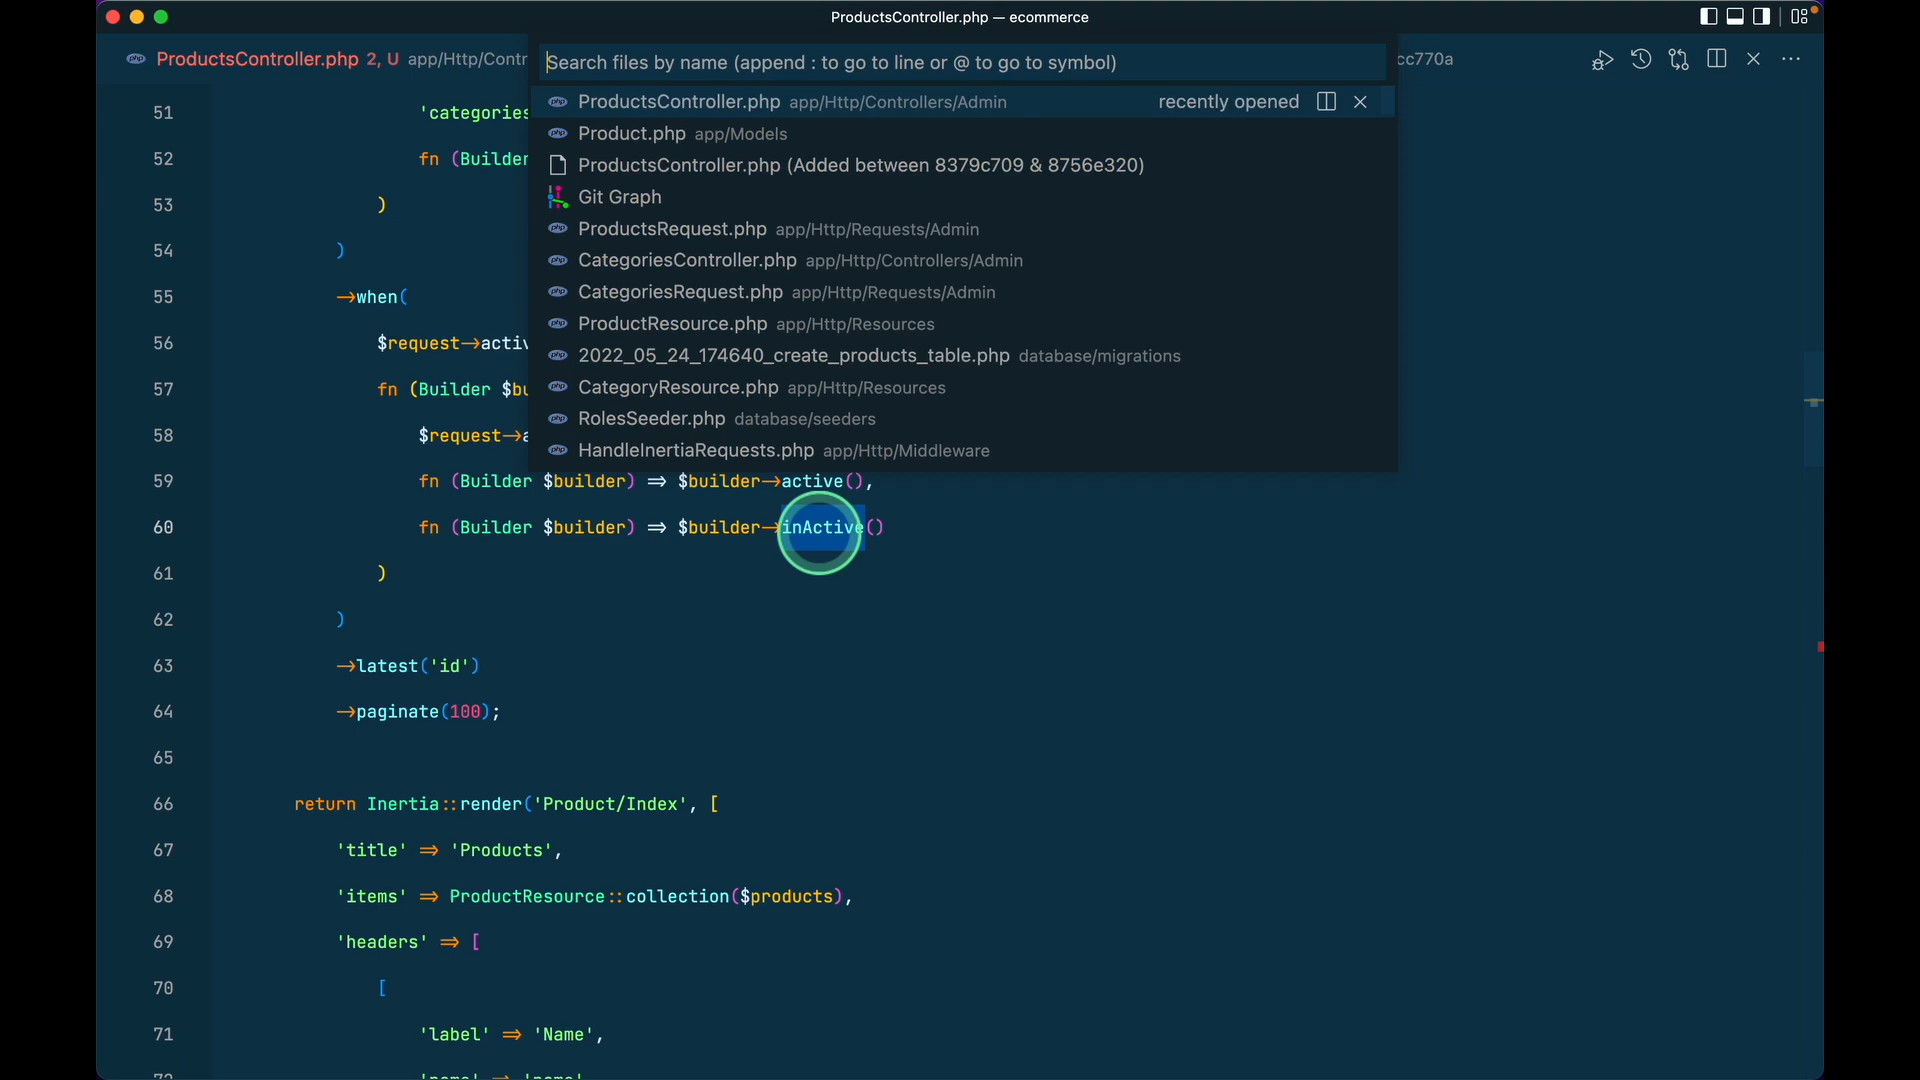 ProductsController.php — ecommerce
ProductsController.php 2, U app/Http/Contr
cc770a
Search files by name (append : to go to line or @ to go to symbol)
ProductsController.php app/Http/Controllers/Admin recently opened
Product.php app/Models
ProductsController.php (Added between 8379c709 & 8756e320)
Git Graph
ProductsRequest.php app/Http/Requests/Admin
CategoriesController.php app/Http/Controllers/Admin
CategoriesRequest.php app/Http/Requests/Admin
ProductResource.php app/Http/Resources
2022_05_24_174640_create_products_table.php database/migrations
CategoryResource.php app/Http/Resources
RolesSeeder.php database/seeders
HandleInertiaRequests.php app/Http/Middleware
51 'categories
52 fn (Builder
53 )
54 )
55 ->when(
56 $request->activ
57 fn (Builder $bu
58 $request->a
59 fn (Builder $builder) => $builder->active(),
60 fn (Builder $builder) => $builder->inActive()
61 )
62 )
63 ->latest('id')
64 ->paginate(100);
65
66 return Inertia::render('Product/Index', [
67 'title' => 'Products',
68 'items' => ProductResource::collection($products),
69 'headers' => [
70 [
71 'label' => 'Name',